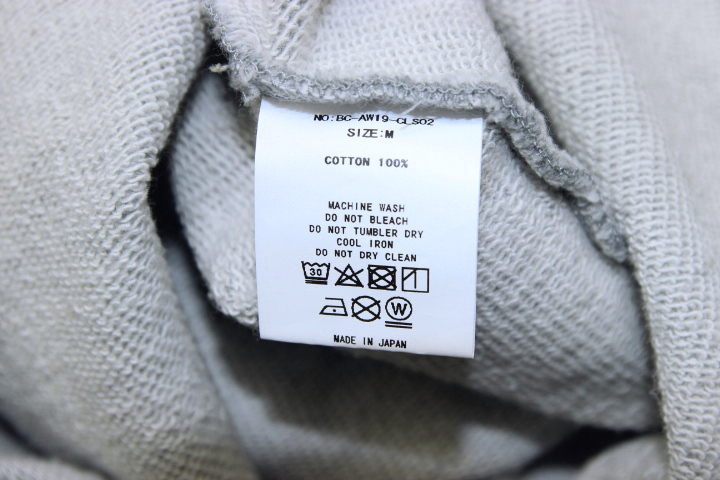 NO:BC-AW19-CLS02
SIZE:M
COTTON 100%
MACHINE WASH
DO NOT BLEACH
DO NOT TUMBLER DRY
COOL IRON
DO NOT DRY CLEAN
30
W
MADE IN JAPAN